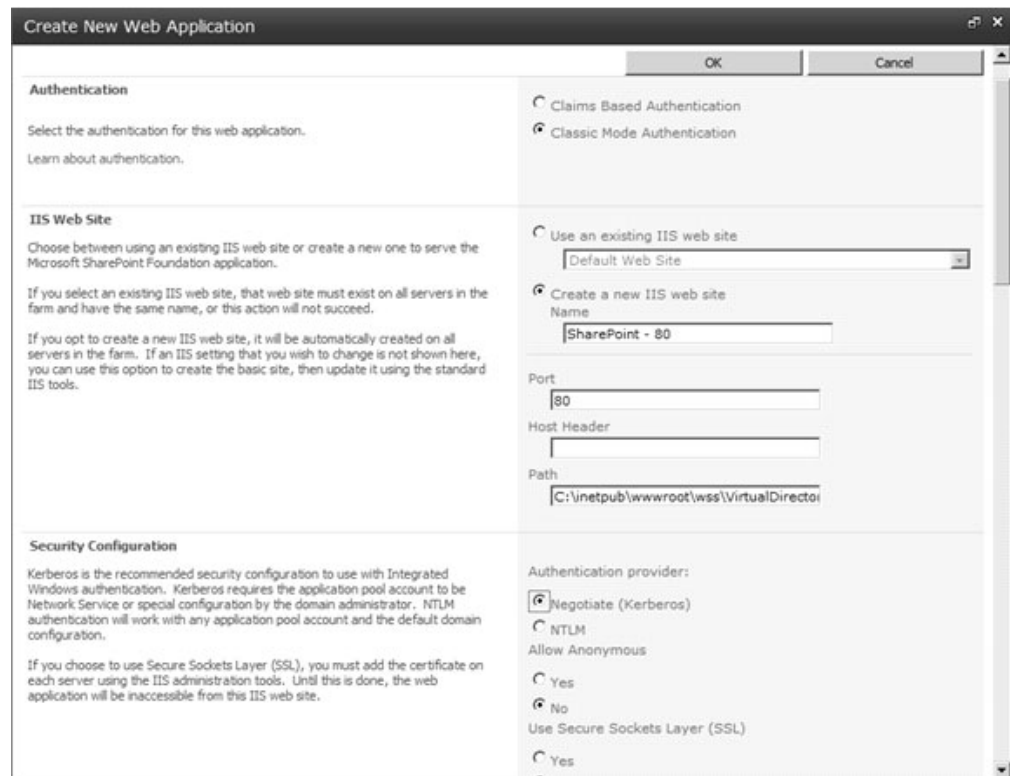 Create New Web Application
OK
Cancel
Authentication
Select the authentication for this web application.
Learn about authentication.
Claims Based Authentication
Classic Mode Authentication
IIS Web Site
Choose between using an existing IIS web site or create a new one to serve the
Microsoft SharePoint Foundation application.
If you select an existing IIS web site, that web site must exist on all servers in the
farm and have the same name, or this action will not succeed.
If you opt to create a new IIS web site, it will be automatically created on all
servers in the farm. If an IIS setting that you wish to change is not shown here,
you can use this option to create the basic site, then update it using the standard
IIS tools.
Use an existing IIS web site
Default Web Site
Create a new IIS web site
Name
SharePoint - 80
Port
80
Host Header
Path
C:\inetpub\wwwroot\wss\VirtualDirecto
Security Configuration
Kerberos is the recommended security configuration to use with Integrated
Windows authentication. Kerberos requires the application pool account to be
Network Service or special configuration by the domain administrator. NTLM
authentication will work with any application pool account and the default domain
configuration.
If you choose to use Secure Sockets Layer (SSL), you must add the certificate on
each server using the IIS administration tools. Until this is done, the web
application will be inaccessible from this IIS web site.
Authentication provider:
Negotiate (Kerberos)
NTLM
Allow Anonymous
Yes
No
Use Secure Sockets Layer (SSL)
Yes